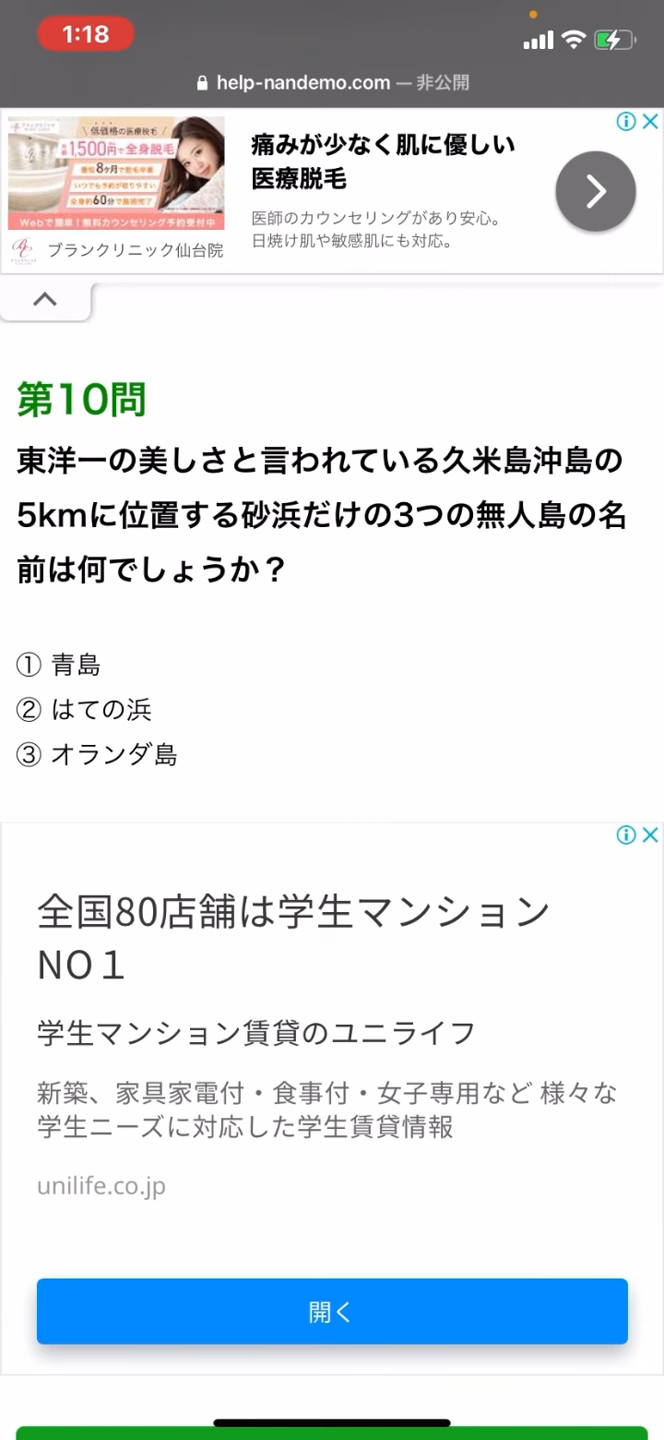 1:18
help-nandemo.com — 非公開
低価格の医療脱毛
1,500円で全身脱毛
最短8ヶ月で脱毛卒業
いつでも予約が取りやすい
全身約60分で施術完了
Webで簡単！無料カウンセリング予約受付中
ブランクリニック仙台院
痛みが少なく肌に優しい
医療脱毛
医師のカウンセリングがあり安心。
日焼け肌や敏感肌にも対応。
第10問
東洋一の美しさと言われている久米島沖島の
5kmに位置する砂浜だけの3つの無人島の名
前は何でしょうか？
① 青島
② はての浜
③ オランダ島
全国80店舗は学生マンション
NO１
学生マンション賃貸のユニライフ
新築、家具家電付・食事付・女子専用など 様々な
学生ニーズに対応した学生賃貸情報
unilife.co.jp
開く